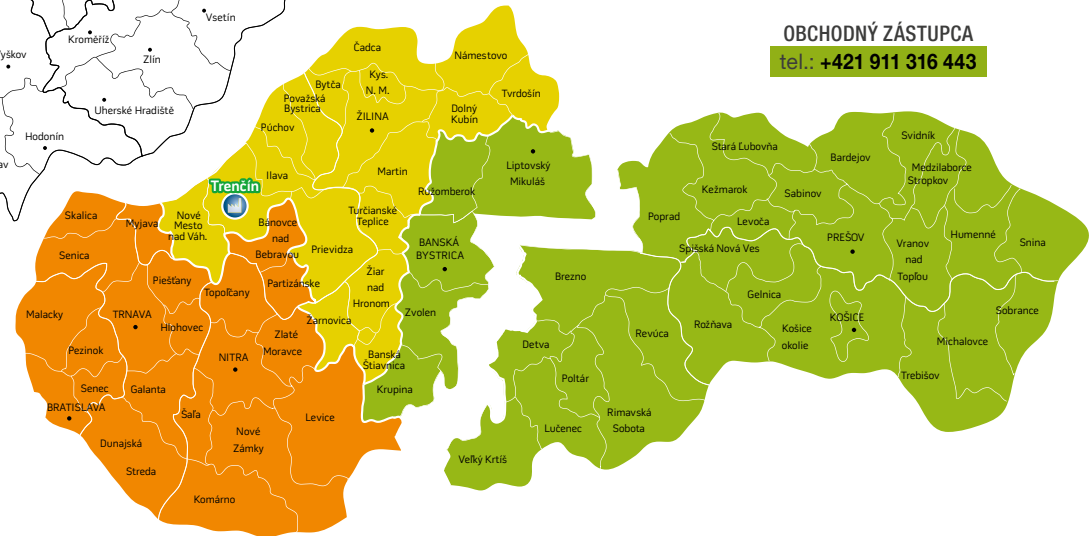 Vsetín
Kroměříž
Zlín
Uherské Hradiště
Hodonín
OBCHODNÝ ZÁSTUPCA
tel.: +421 911 316 443
Čadca
Námestovo
Kys.
N. M.
Bytča
Tvrdošín
Považská
Bystrica
Dolný
Kubín
ŽILINA
Púchov
Ilava
Martin
Trenčín
Ružomberok
Liptovský
Mikuláš
Turčianské
Teplice
Skalica
Myjava
Nové
Mesto
nad Váh.
Bánovce
nad
Bebravou
Prievidza
BANSKÁ
BYSTRICA
Senica
Piešťany
Topoľčany
Partizánske
Žiar
nad
Hronom
Malacky
TRNAVA
Hlohovec
Zlaté
Moravce
Žarnovica
Zvolen
Pezinok
NITRA
Banská
Štiavnica
Krupina
Senec
Galanta
BRATISLAVA
Šaľa
Levice
Dunajská
Streda
Nové
Zámky
Komárno
Stará Ľubovňa
Bardejov
Svidník
Medzilaborce
Stropkov
Kežmarok
Sabinov
Poprad
Levoča
PREŠOV
Vranov
nad
Topľou
Humenné
Snina
Spišská Nová Ves
Brezno
Gelnica
Sobrance
Revúca
Rožňava
Košice
okolie
KOŠICE
Michalovce
Detva
Trebišov
Poltár
Rimavská
Sobota
Lučenec
Veľký Krtíš